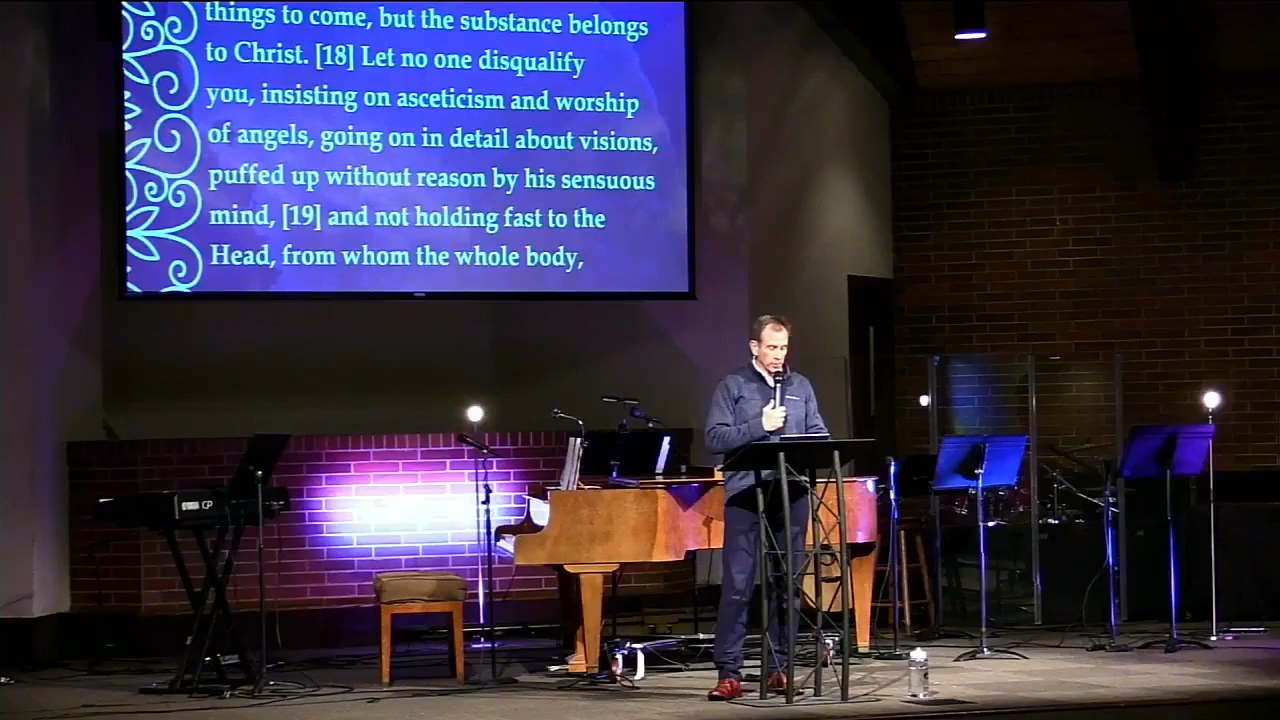 things to come, but the substance belongs
to Christ. [18] Let no one disqualify
you, insisting on asceticism and worship
of angels, going on in detail about visions,
puffed up without reason by his sensuous
mind, [19] and not holding fast to the
Head, from whom the whole body,
CP